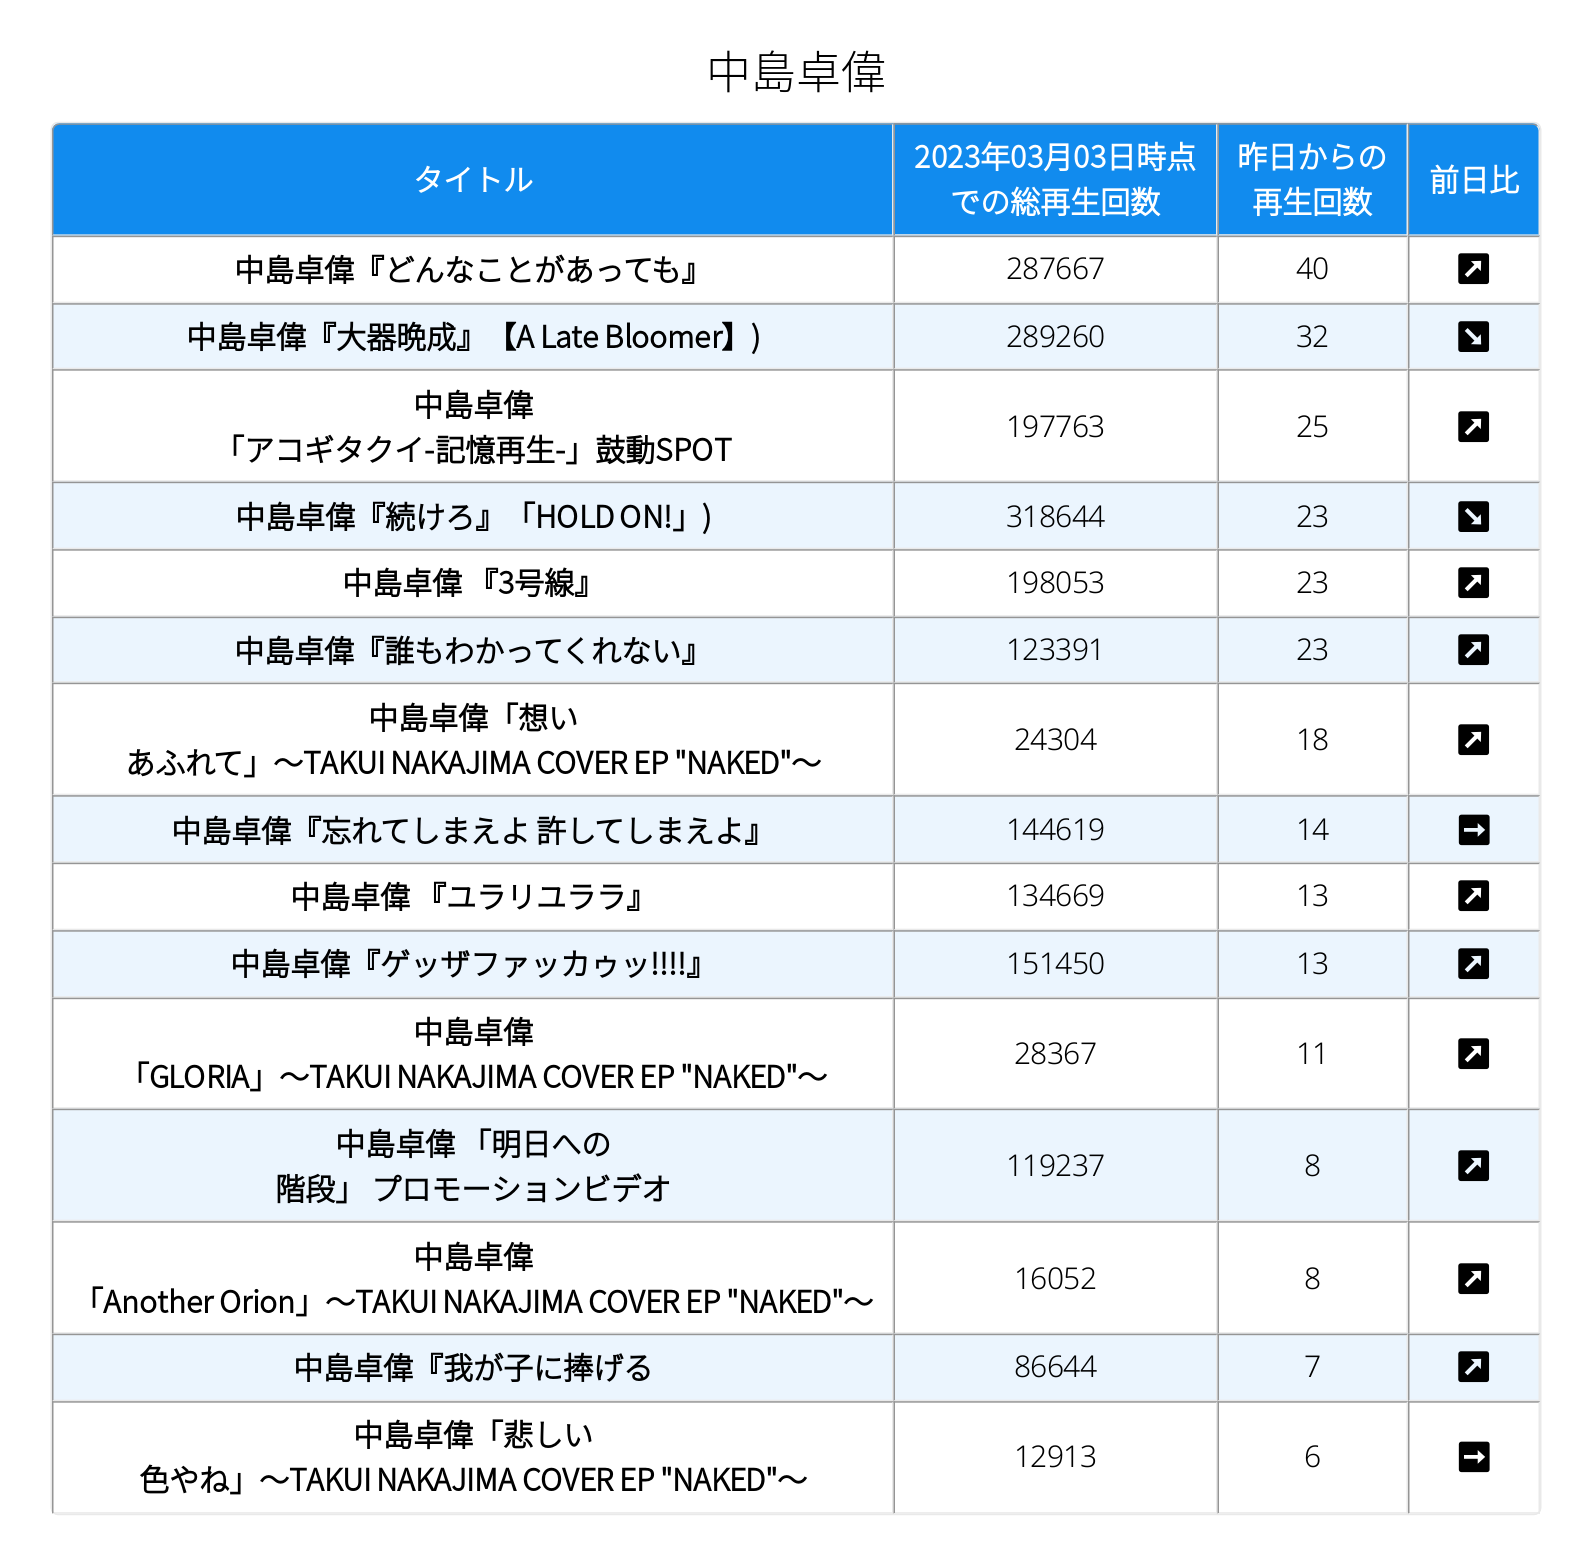 中島卓偉
タイトル
2023年03月03日時点
での総再生回数
昨日からの
再生回数
前日比
中島卓偉『どんなことがあっても』
287667
40
中島卓偉『大器晩成』【A Late Bloomer】)
289260
32
中島卓偉
「アコギタクイ-記憶再生-」鼓動SPOT
197763
25
中島卓偉『続けろ』「HOLD ON!」)
318644
23
中島卓偉 『3号線』
198053
23
中島卓偉『誰もわかってくれない』
123391
23
中島卓偉「想い
あふれて」〜TAKUI NAKAJIMA COVER EP "NAKED"〜
24304
18
中島卓偉『忘れてしまえよ 許してしまえよ』
144619
14
中島卓偉 『ユラリユララ』
134669
13
中島卓偉『ゲッザファッカゥッ!!!!』
151450
13
中島卓偉
「GLORIA」〜TAKUI NAKAJIMA COVER EP "NAKED"〜
28367
11
中島卓偉 「明日への
階段」 プロモーションビデオ
119237
8
中島卓偉
「Another Orion」〜TAKUI NAKAJIMA COVER EP "NAKED"〜
16052
8
中島卓偉『我が子に捧げる
86644
7
中島卓偉「悲しい
色やね」〜TAKUI NAKAJIMA COVER EP "NAKED"〜
12913
6